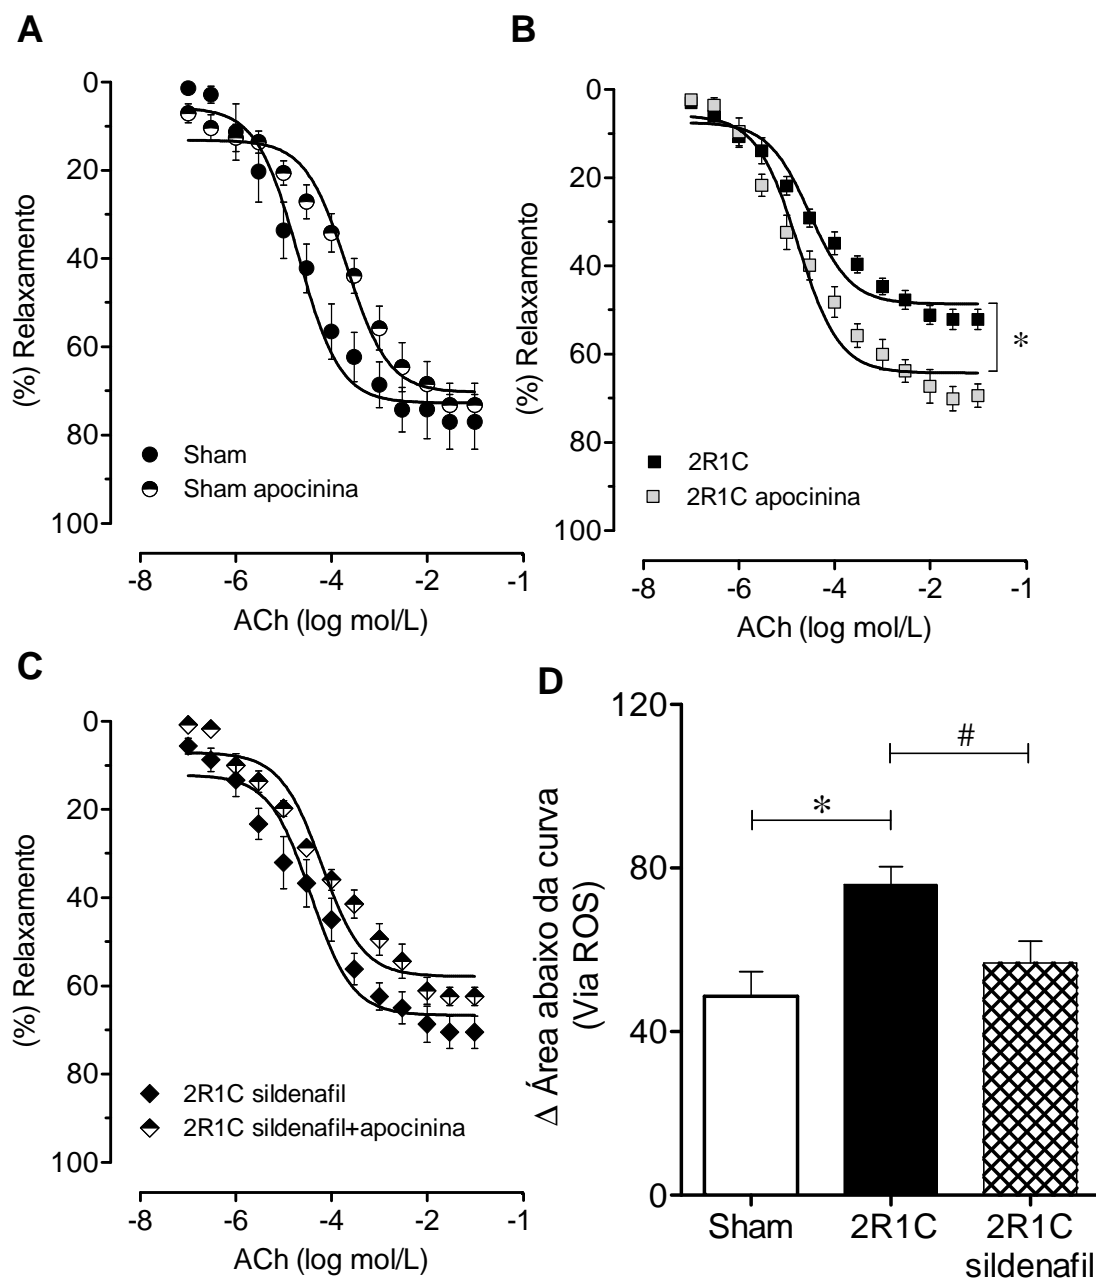 A
0
20
40
60
80
100
(%) Relaxamento
Sham
Sham apocinina
-8
-6
-4
-2
-1
ACh (log mol/L)
B
0
20
40
60
80
100
(%) Relaxamento
*
2R1C
2R1C apocinina
-8
-6
-4
-2
-1
ACh (log mol/L)
C
0
20
40
60
80
100
(%) Relaxamento
2R1C sildenafil
2R1C sildenafil+apocinina
-8
-6
-4
-2
-1
ACh (log mol/L)
D
120
80
40
0
Δ Área abaixo da curva
(Via ROS)
*
#
Sham
2R1C
2R1C
sildenafil